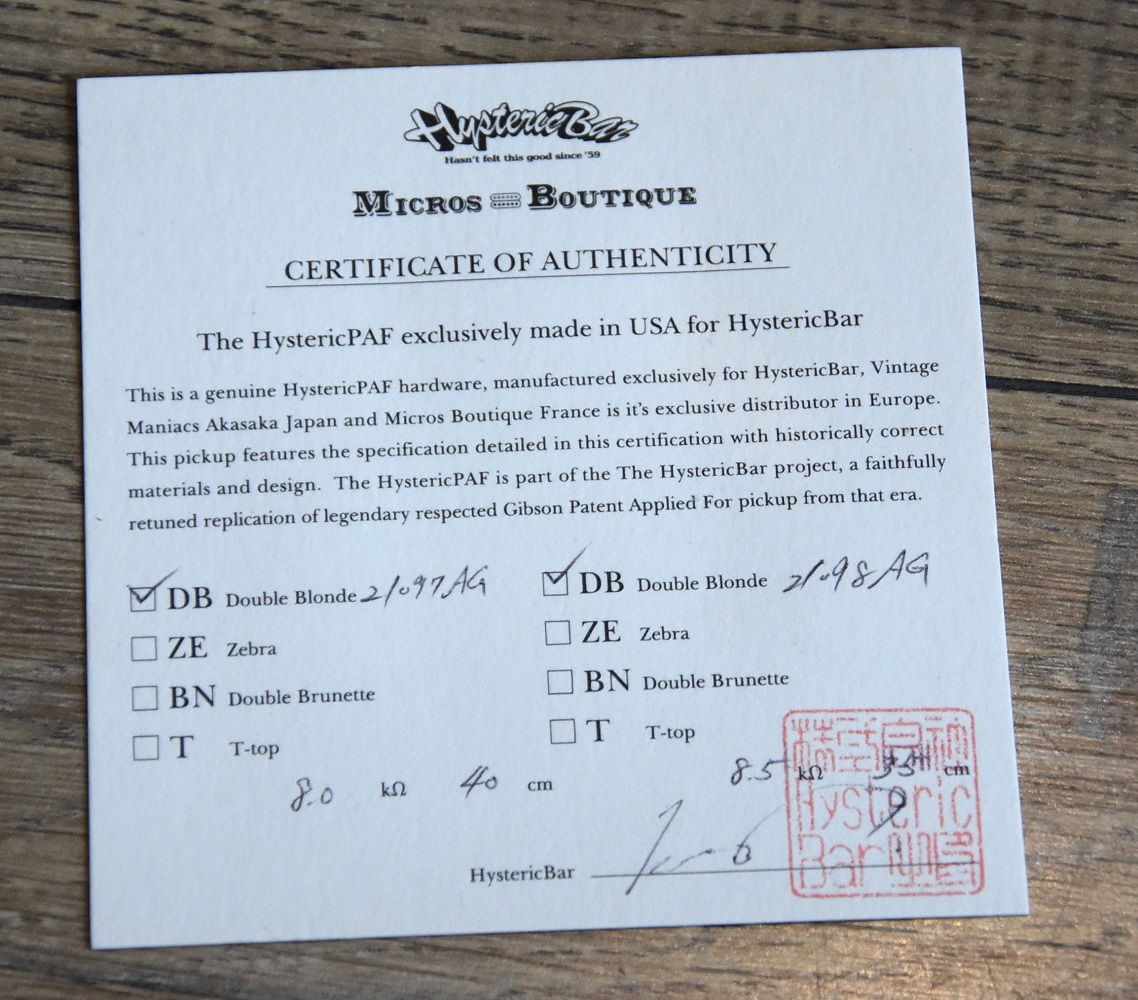 HystericBar
Hasn't felt this good since '59
MICROS BOUTIQUE
CERTIFICATE OF AUTHENTICITY
The HystericPAF exclusively made in USA for HystericBar
This is a genuine HystericPAF hardware, manufactured exclusively for HystericBar, Vintage
Maniacs Akasaka Japan and Micros Boutique France is it's exclusive distributor in Europe.
This pickup features the specification detailed in this certification with historically correct
materials and design. The HystericPAF is part of the The HystericBar project, a faithfully
retuned replication of legendary respected Gibson Patent Applied For pickup from that era.
DB Double Blonde 21097AG
ZE Zebra
BN Double Brunette
T T-top
8.0 kΩ 40 cm
DB Double Blonde 21098AG
ZE Zebra
BN Double Brunette
T T-top
8.5 kΩ cm
HystericBar
Hysteric
Bar